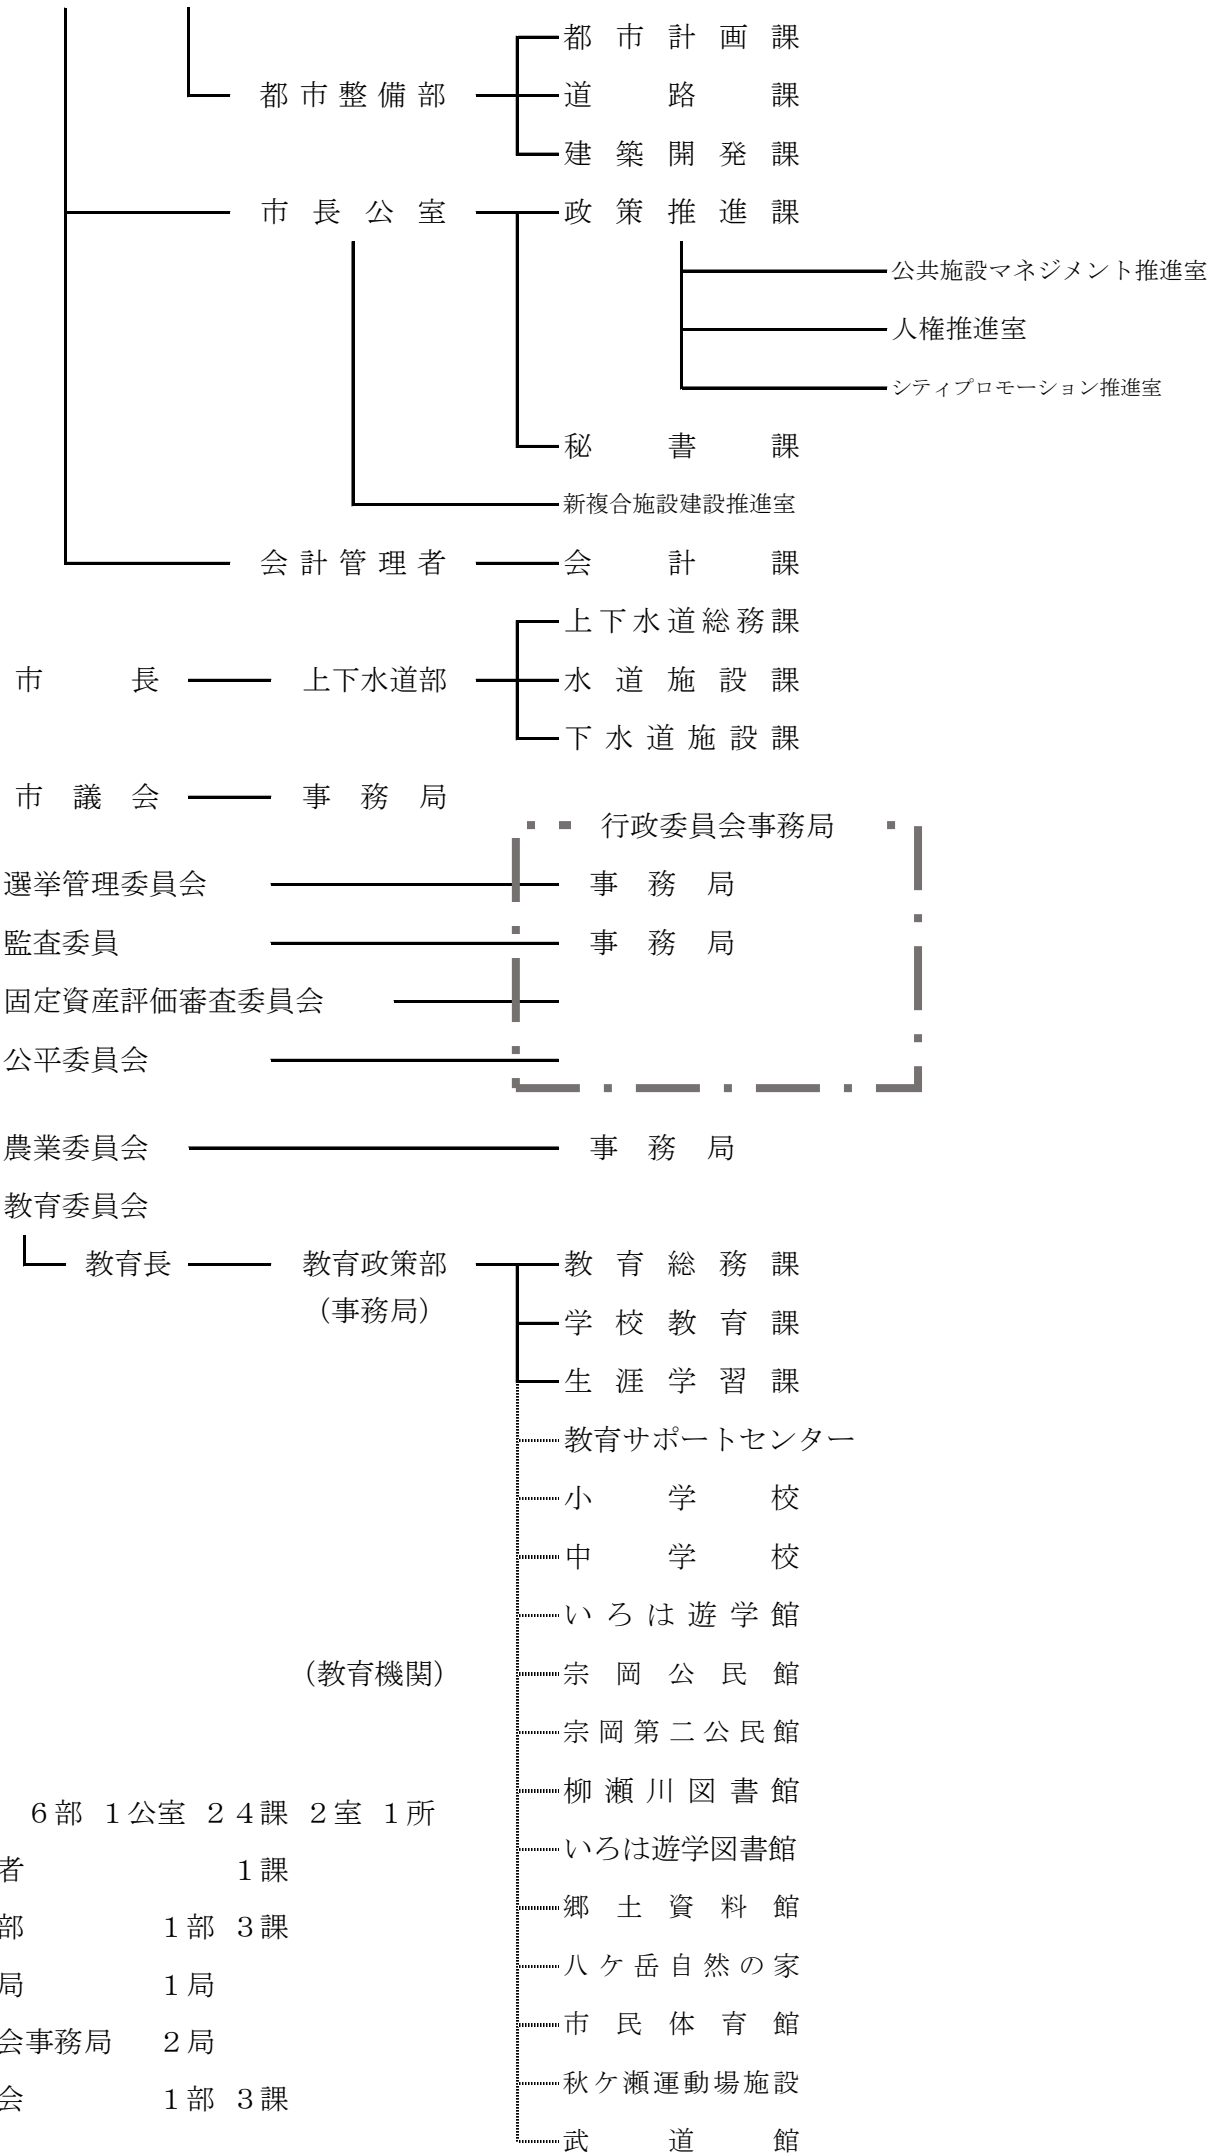 都市計画課
都市整備部 道路課
建築開発課
市長公室 政策推進課
公共施設マネジメント推進室
人権推進室
シティプロモーション推進室
秘書課
新複合施設建設推進室
会計管理者 会計課
上下水道総務課
市長 上下水道部 水道施設課
下水道施設課
市議会 事務局
行政委員会事務局
選挙管理委員会 事務局
監査委員 事務局
固定資産評価審査委員会
公平委員会
農業委員会 事務局
教育委員会
教育長 教育政策部 教育総務課
（事務局）
学校教育課
生涯学習課
教育サポートセンター
小学校
中学校
いろは遊学館
（教育機関） 宗岡公民館
宗岡第二公民館
柳瀬川図書館
６部 １公室 ２４課 ２室 １所
いろは遊学図書館
者 １課
郷土資料館
部 １部 ３課
八ケ岳自然の家
局 １局
市民体育館
会事務局 ２局
秋ケ瀬運動場施設
会 １部 ３課
武道館